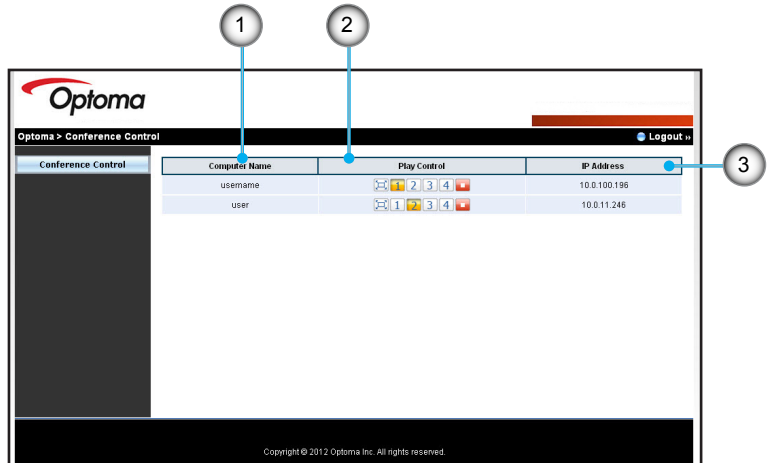 1 2
Optoma
Optoma > Conference Control Logout »
Conference Control Computer Name Play Control IP Address 3
username 1 2 3 4 10.0.100.196
user 1 2 3 4 10.0.11.246
Copyright © 2012 Optoma Inc. All rights reserved.